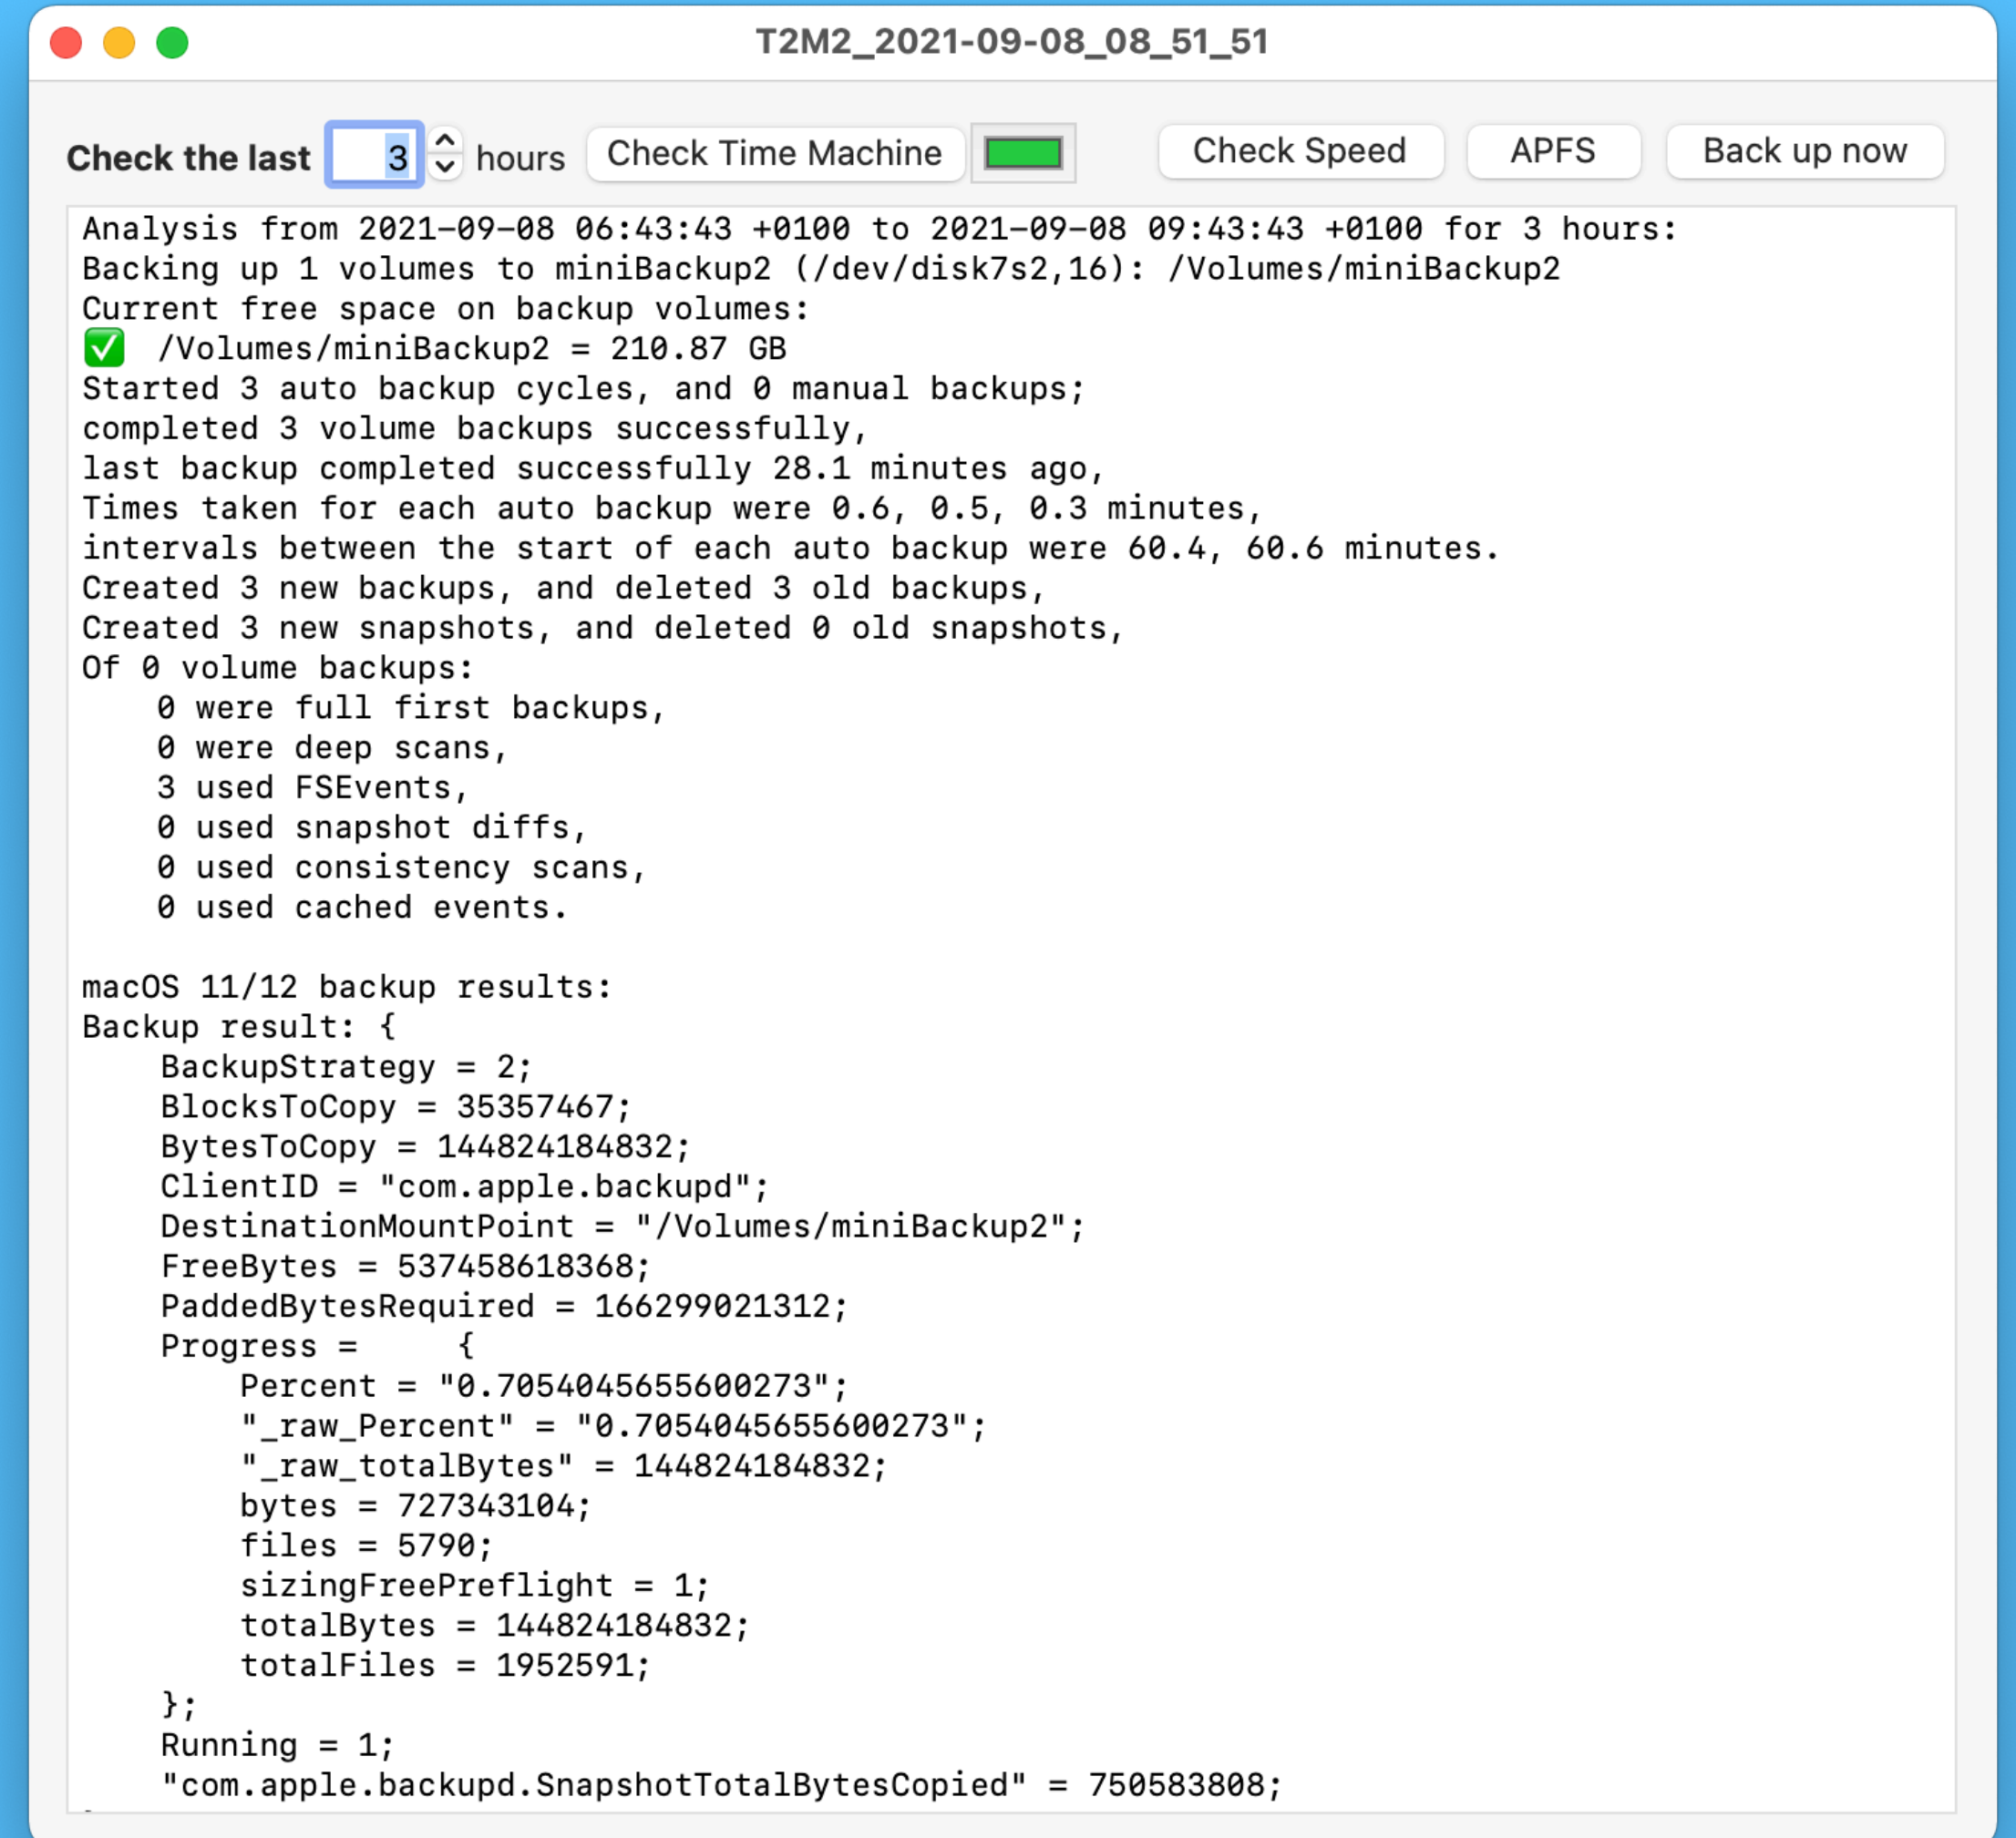 T2M2_2021-09-08_08_51_51
Check the last 3 hours Check Time Machine Check Speed APFS Back up now
Analysis from 2021-09-08 06:43:43 +0100 to 2021-09-08 09:43:43 +0100 for 3 hours:
Backing up 1 volumes to miniBackup2 (/dev/disk7s2,16): /Volumes/miniBackup2
Current free space on backup volumes:
✅ /Volumes/miniBackup2 = 210.87 GB
Started 3 auto backup cycles, and 0 manual backups;
completed 3 volume backups successfully,
last backup completed successfully 28.1 minutes ago,
Times taken for each auto backup were 0.6, 0.5, 0.3 minutes,
intervals between the start of each auto backup were 60.4, 60.6 minutes.
Created 3 new backups, and deleted 3 old backups,
Created 3 new snapshots, and deleted 0 old snapshots,
Of 0 volume backups:
    0 were full first backups,
    0 were deep scans,
    3 used FSEvents,
    0 used snapshot diffs,
    0 used consistency scans,
    0 used cached events.
macOS 11/12 backup results:
Backup result: {
    BackupStrategy = 2;
    BlocksToCopy = 35357467;
    BytesToCopy = 144824184832;
    ClientID = "com.apple.backupd";
    DestinationMountPoint = "/Volumes/miniBackup2";
    FreeBytes = 537458618368;
    PaddedBytesRequired = 166299021312;
    Progress =     {
        Percent = "0.7054045655600273";
        "_raw_Percent" = "0.7054045655600273";
        "_raw_totalBytes" = 144824184832;
        bytes = 727343104;
        files = 5790;
        sizingFreePreflight = 1;
        totalBytes = 144824184832;
        totalFiles = 1952591;
    };
    Running = 1;
    "com.apple.backupd.SnapshotTotalBytesCopied" = 750583808;